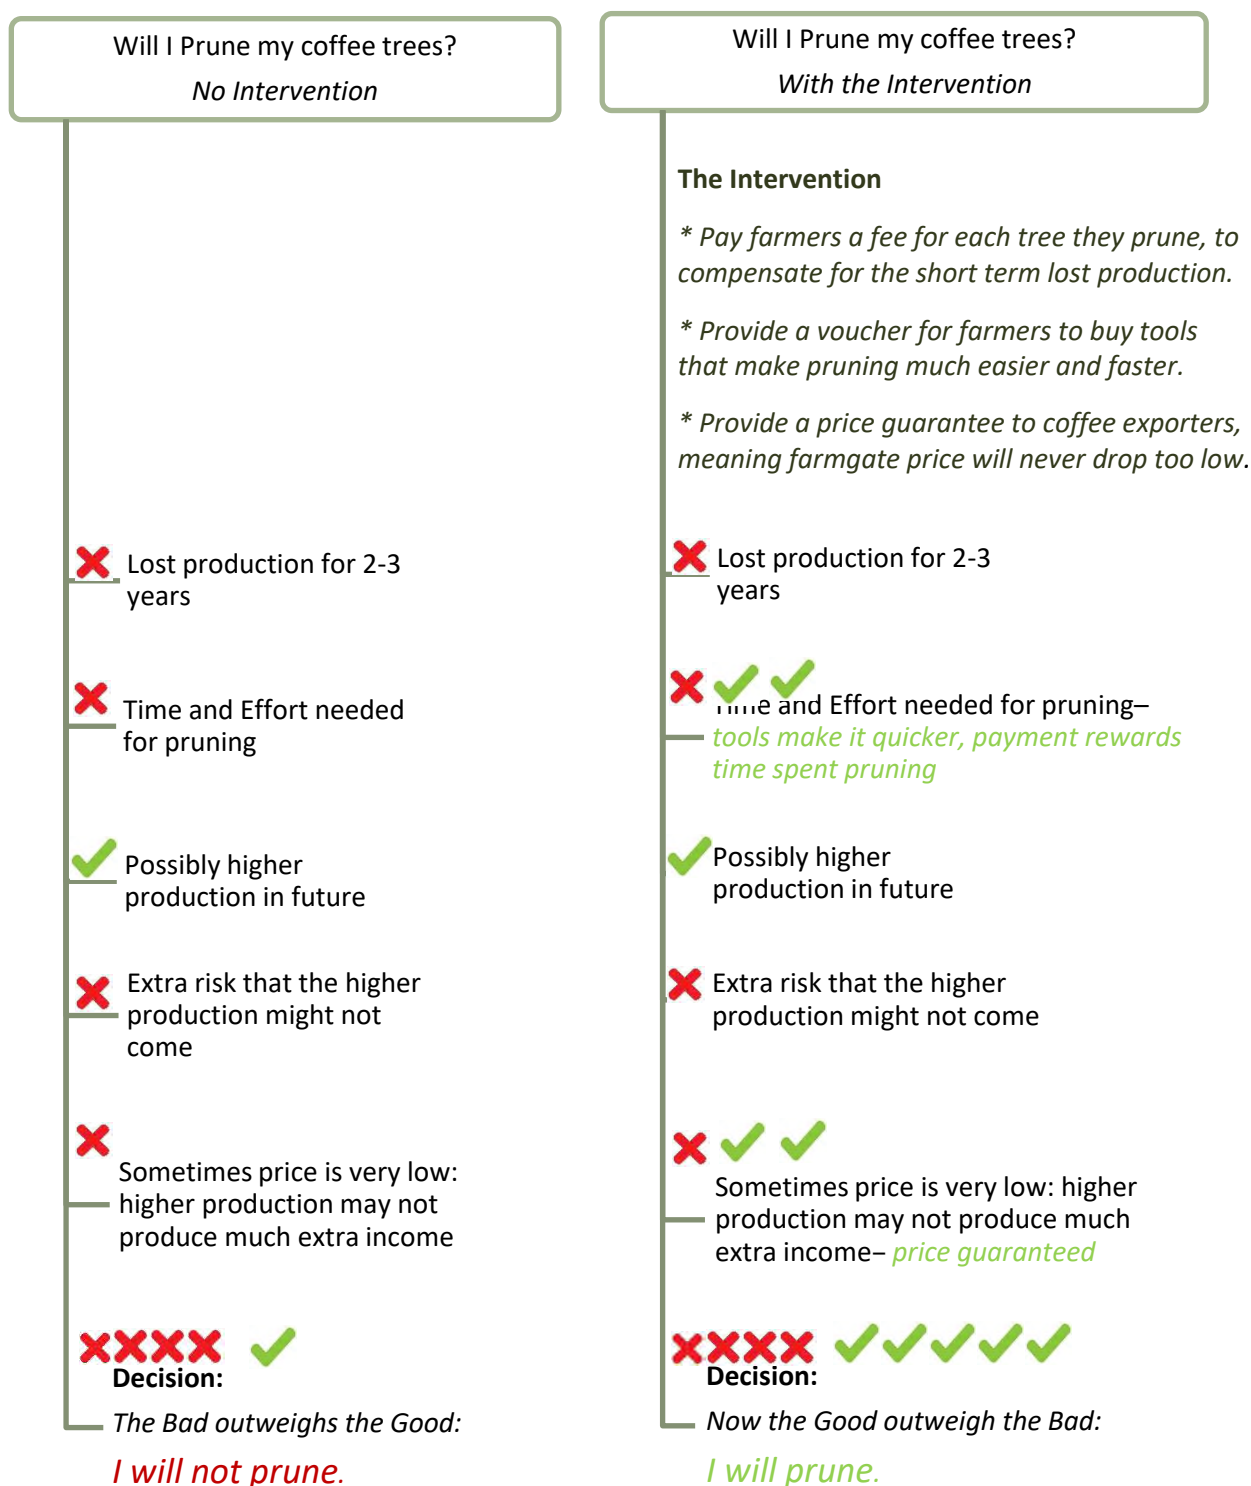 Will I Prune my coffee trees?
No Intervention
Will I Prune my coffee trees?
With the Intervention
The Intervention
* Pay farmers a fee for each tree they prune, to
compensate for the short term lost production.
* Provide a voucher for farmers to buy tools
that make pruning much easier and faster.
* Provide a price guarantee to coffee exporters,
meaning farmgate price will never drop too low.
Lost production for 2-3
years
Time and Effort needed
for pruning
Possibly higher
production in future
Extra risk that the higher
production might not
come
Sometimes price is very low:
higher production may not
produce much extra income
Decision:
The Bad outweighs the Good:
I will not prune.
Lost production for 2-3
years
Time and Effort needed for pruning–
tools make it quicker, payment rewards
time spent pruning
Possibly higher
production in future
Extra risk that the higher
production might not come
Sometimes price is very low: higher
production may not produce much
extra income– price guaranteed
Decision:
Now the Good outweigh the Bad:
I will prune.